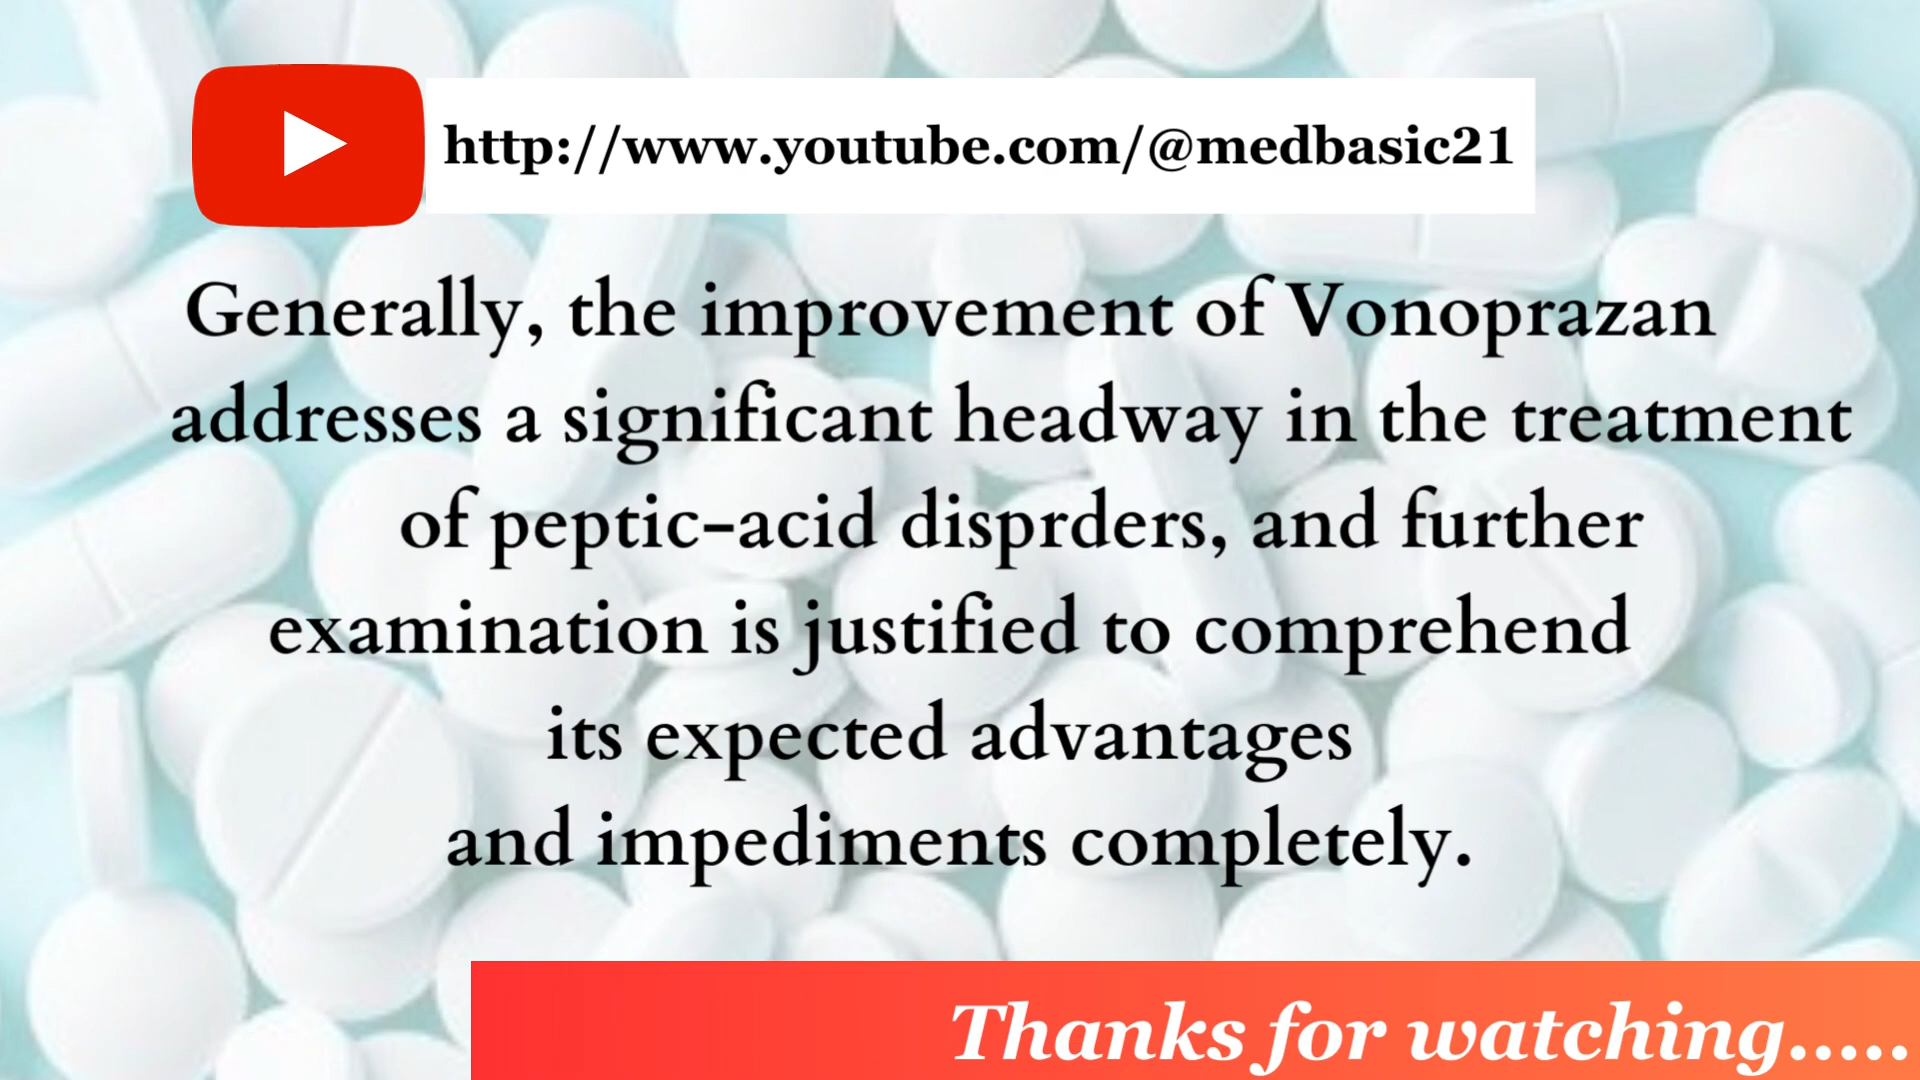 http://www.youtube.com/@medbasic21
Generally, the improvement of Vonoprazan
addresses a significant headway in the treatment
of peptic-acid disprders, and further
examination is justified to comprehend
its expected advantages
and impediments completely.
Thanks for watching.....